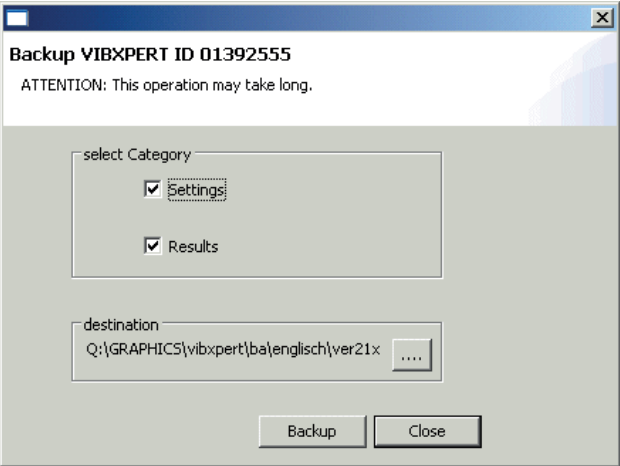 Backup VIBXPERT ID 01392555
ATTENTION: This operation may take long.
select Category
Settings
Results
destination
Q:\GRAPHICS\vibxpert\ba\englisch\ver21x
....
Backup Close